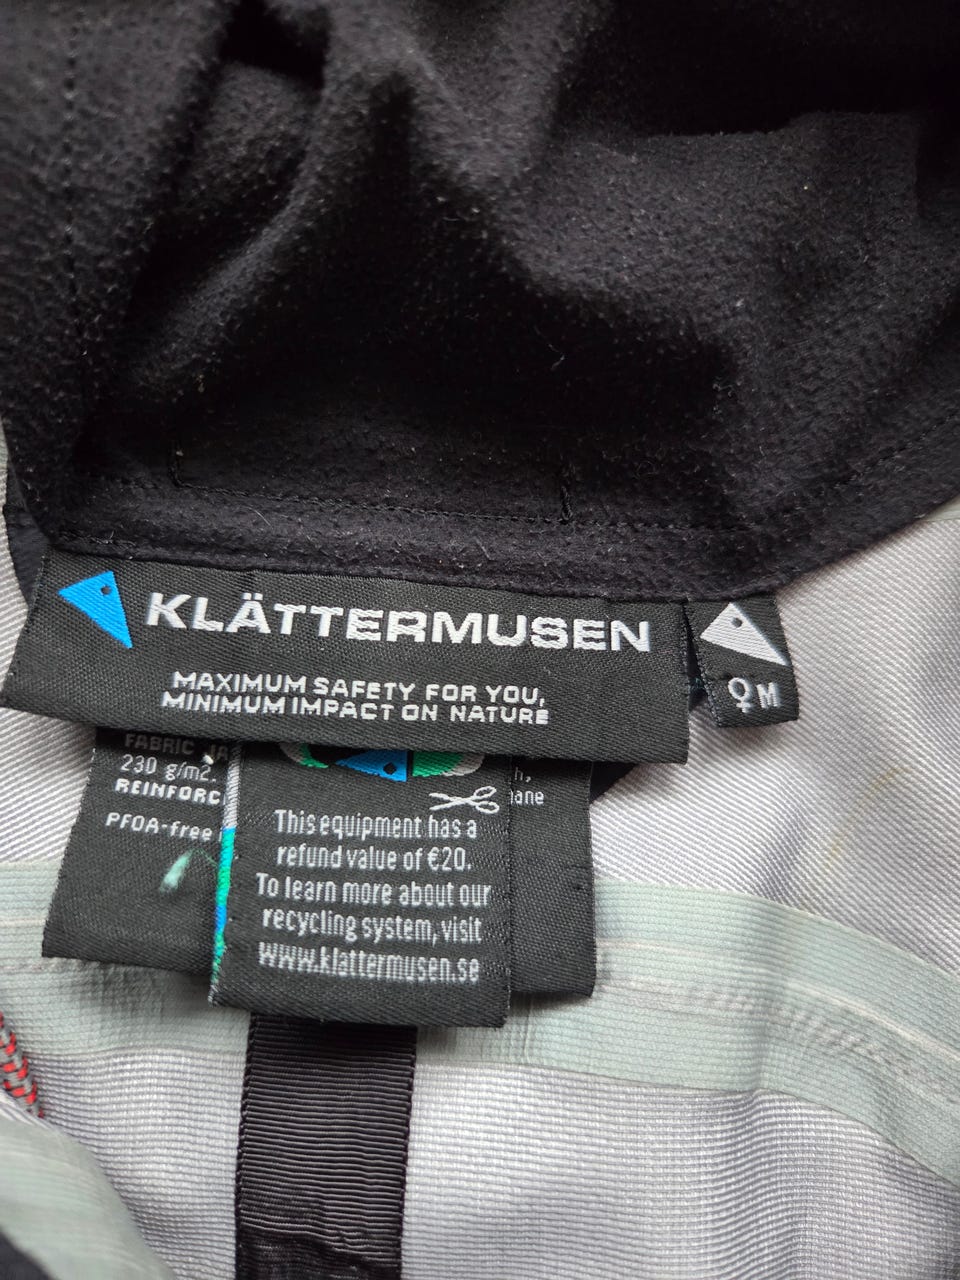 KLÄTTERMUSEN
MAXIMUM SAFETY FOR YOU,
MINIMUM IMPACT ON NATURE
♀ M
FABRIC
230 g/m2.
PFOA-free
This equipment has a
refund value of €20.
To learn more about our
recycling system, visit
www.klattermusen.se